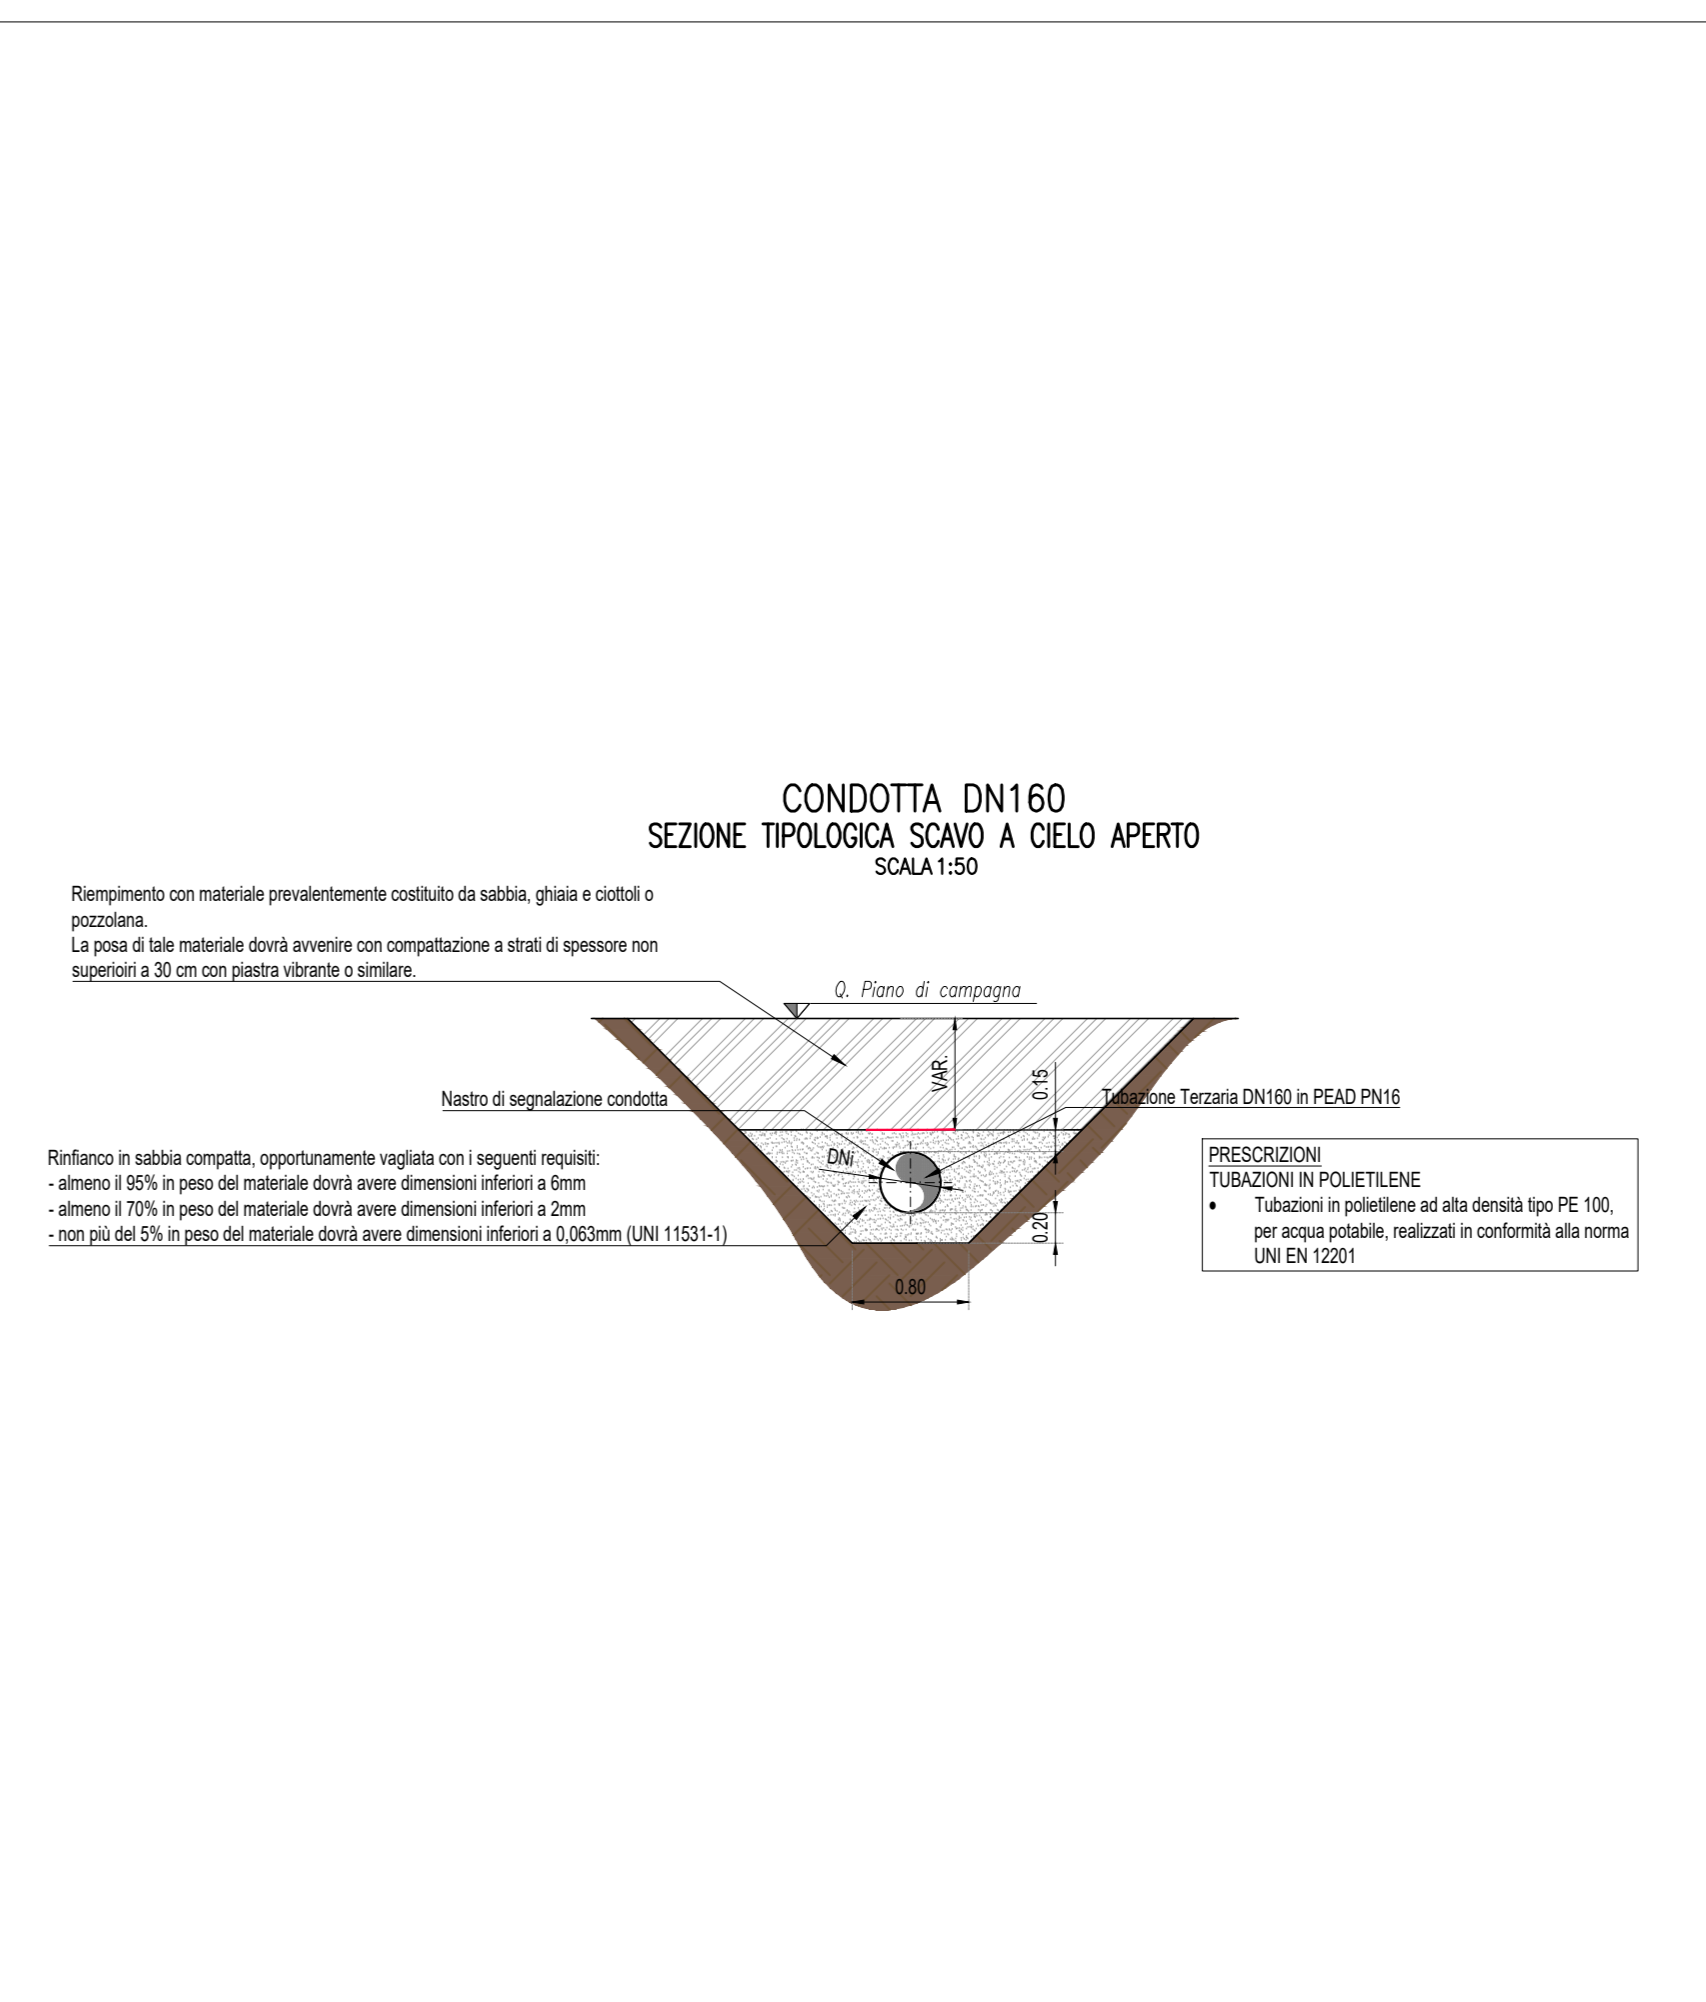 CONDOTTA DN160
SEZIONE TIPOLOGICA SCAVO A CIELO APERTO
SCALA 1:50
Riempimento con materiale prevalentemente costituito da sabbia, ghiaia e ciottoli o
pozzolana.
La posa di tale materiale dovrà avvenire con compattazione a strati di spessore non
superioiri a 30 cm con piastra vibrante o similare.
Q. Piano di campagna
VAR.
0.15
Nastro di segnalazione condotta
Tubazione Terzaria DN160 in PEAD PN16
Rinfianco in sabbia compatta, opportunamente vagliata con i seguenti requisiti:
- almeno il 95% in peso del materiale dovrà avere dimensioni inferiori a 6mm
- almeno il 70% in peso del materiale dovrà avere dimensioni inferiori a 2mm
- non più del 5% in peso del materiale dovrà avere dimensioni inferiori a 0,063mm (UNI 11531-1)
DNi
0.20
0.80
PRESCRIZIONI
TUBAZIONI IN POLIETILENE
• Tubazioni in polietilene ad alta densità tipo PE 100,
per acqua potabile, realizzati in conformità alla norma
UNI EN 12201